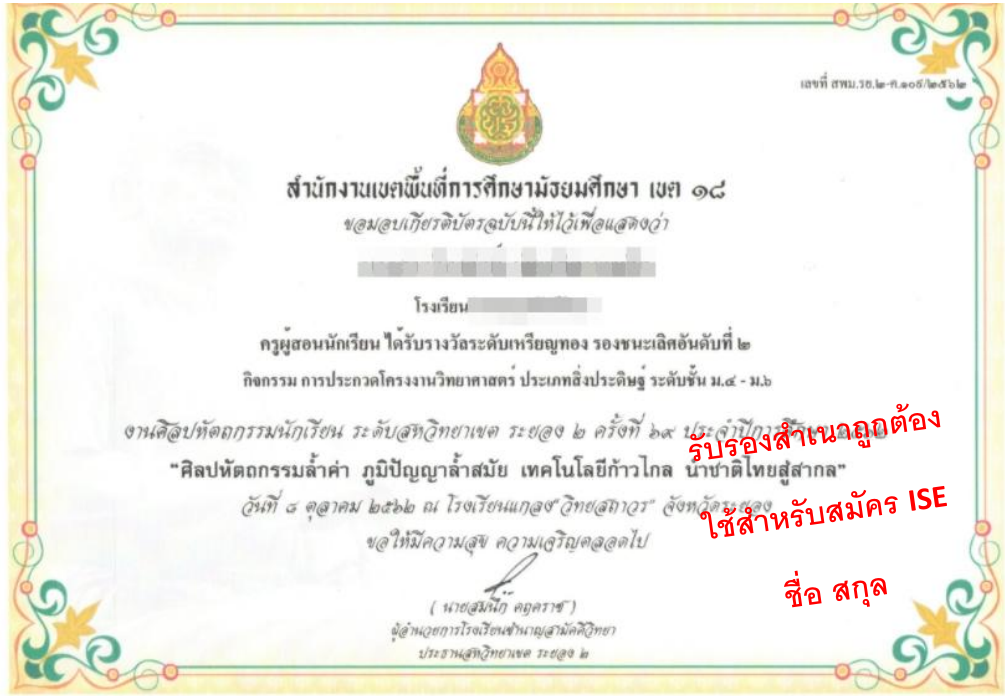 เลขที่ สพม.รย.๒-ค.๑๐๕/๒๕๖๒
สำนักงานเขตพื้นที่การศึกษามัธยมศึกษา เขต ๑๘
ขอมอบเกียรติบัตรฉบับนี้ให้ไว้เพื่อแสดงว่า
โรงเรียน
ครูผู้สอนนักเรียน ได้รับรางวัลระดับเหรียญทอง รองชนะเลิศอันดับที่ ๒
กิจกรรม การประกวดโครงงานวิทยาศาสตร์ ประเภทสิ่งประดิษฐ์ ระดับชั้น ม.๔ - ม.๖
งานศิลปหัตถกรรมนักเรียน ระดับสหวิทยาเขต ระยอง ๒ ครั้งที่ ๖๙ ประจำปีการศึกษา ๒๕๖๒
"ศิลปหัตถกรรมล้ำค่า ภูมิปัญญาล้ำสมัย เทคโนโลยีก้าวไกล นำชาติไทยสู่สากล"
วันที่ ๘ ตุลาคม ๒๕๖๒ ณ โรงเรียนแกลง"วิทยสถาวร" จังหวัดระยอง
ขอให้มีความสุข ความเจริญตลอดไป
( นายสมนึก )
ผู้อำนวยการโรงเรียนชำนาญสามัคคีวิทยา
ประธานสหวิทยาเขต ระยอง ๒
รับรองสำเนาถูกต้อง
ใช้สำหรับสมัคร ISE
ชื่อ สกุล